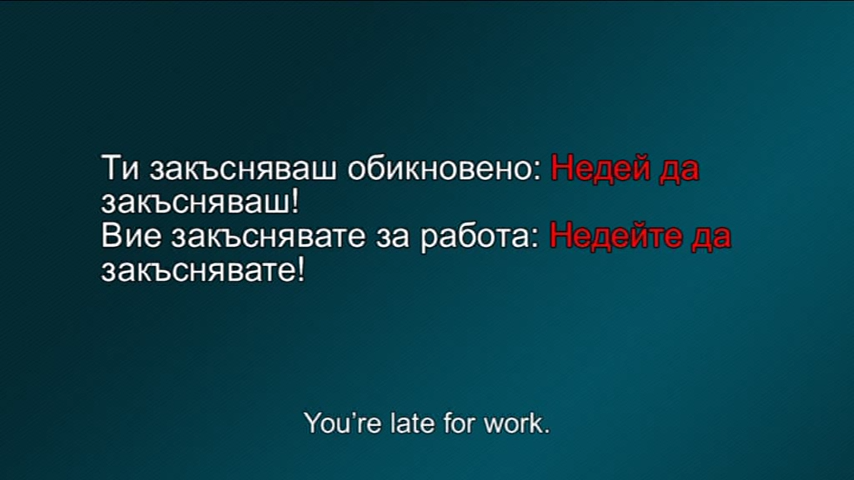 Ти закъсняваш обикновено: Недей да
закъсняваш!
Вие закъснявате за работа: Недейте да
закъснявате!
You’re late for work.